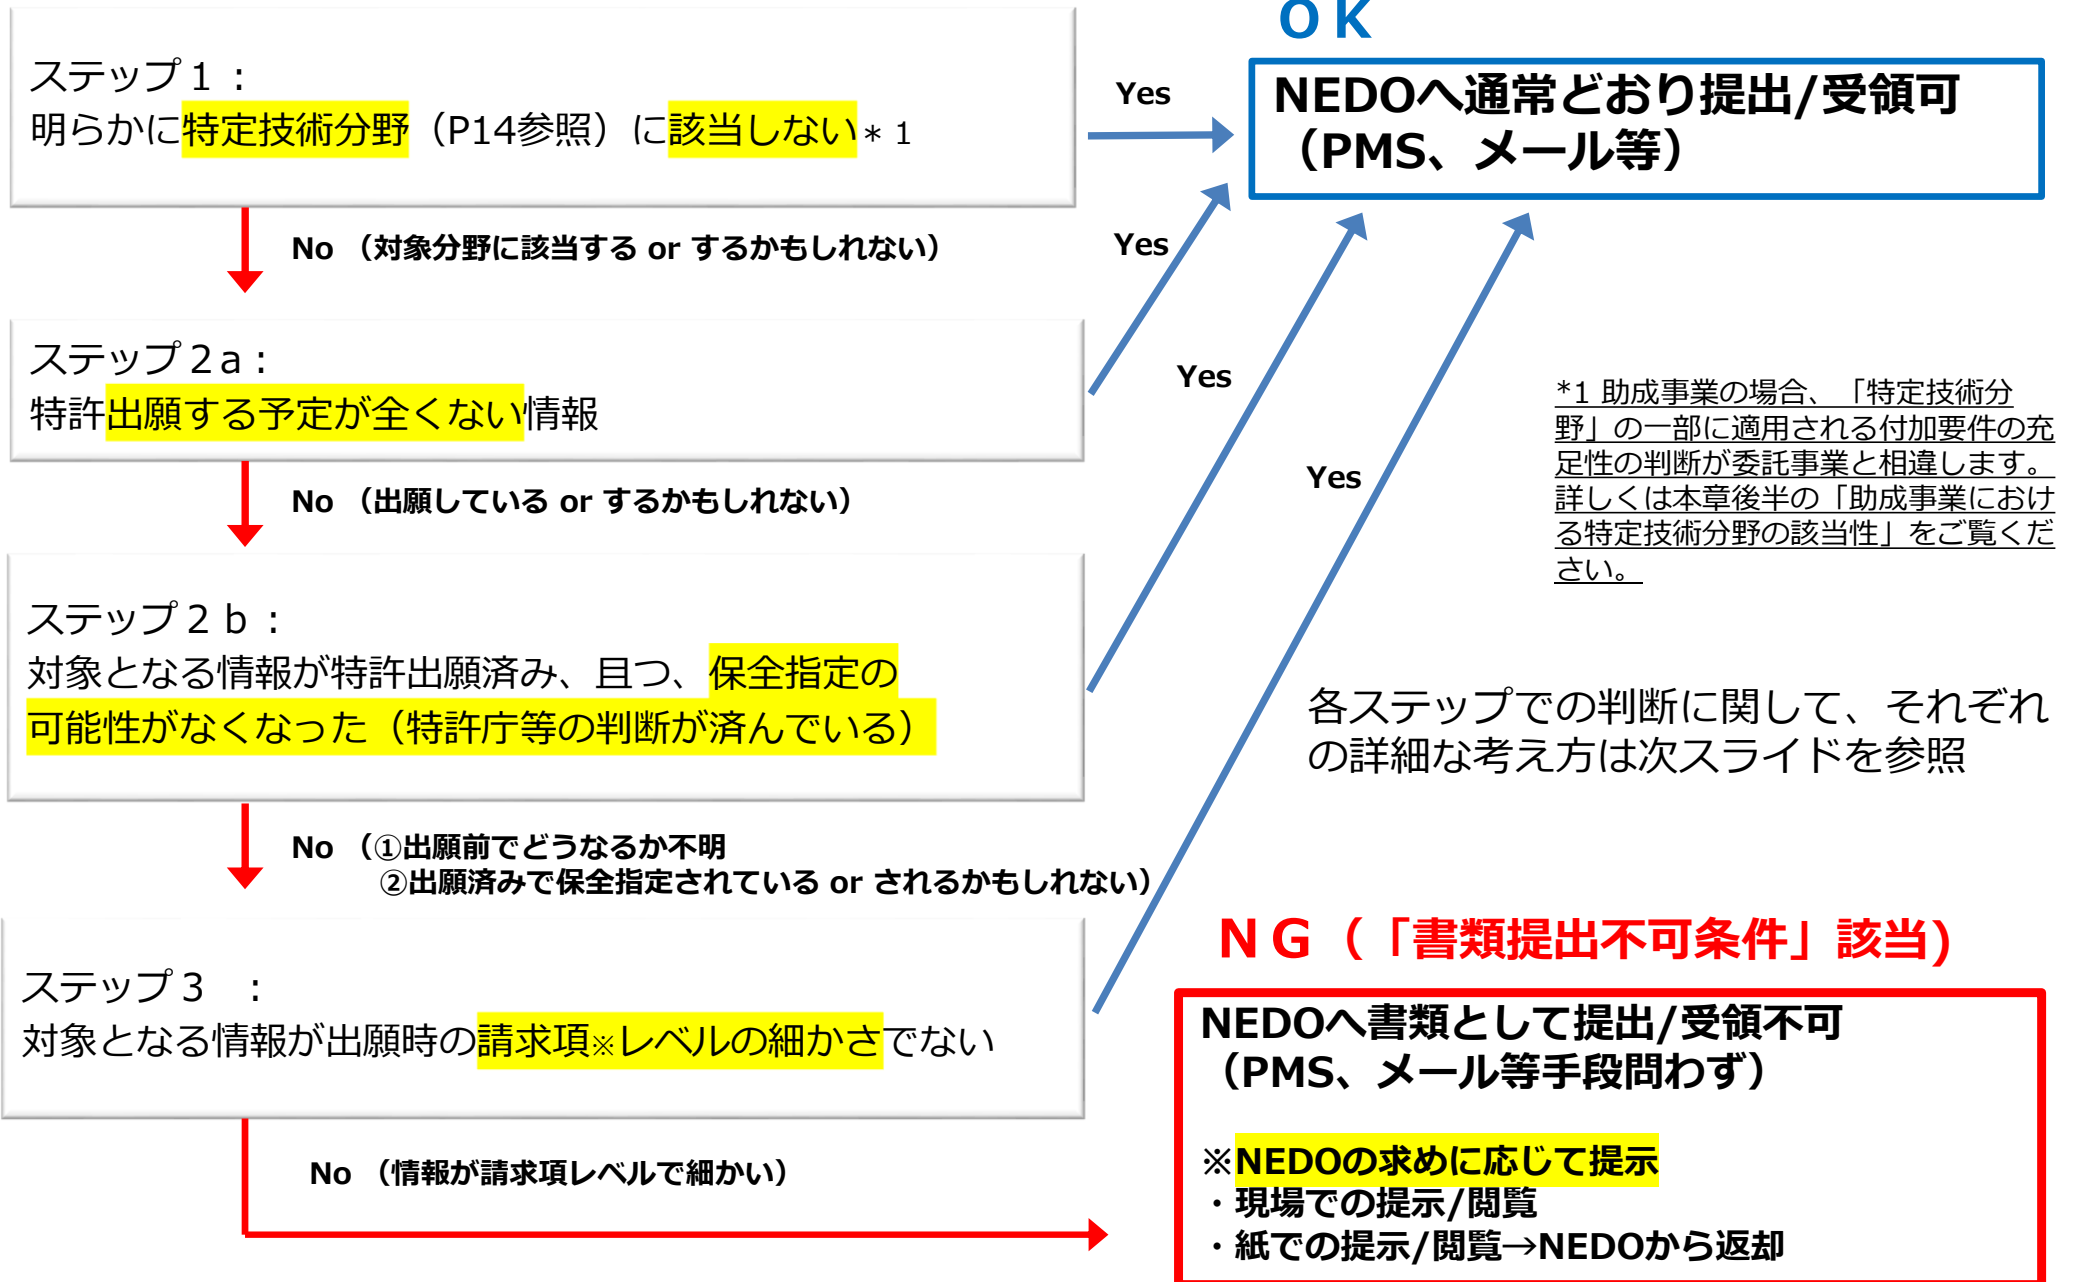 ステップ１：
明らかに特定技術分野（P14参照）に該当しない＊1
Yes
ＯＫ
NEDOへ通常どおり提出/受領可
（PMS、メール等）
No （対象分野に該当する or するかもしれない）
Yes
ステップ２a：
特許出願する予定が全くない情報
Yes
*1 助成事業の場合、「特定技術分
野」の一部に適用される付加要件の充
足性の判断が委託事業と相違します。
詳しくは本章後半の「助成事業におけ
る特定技術分野の該当性」をご覧くだ
さい。
No （出願している or するかもしれない）
Yes
ステップ２ｂ：
対象となる情報が特許出願済み、且つ、保全指定の
可能性がなくなった（特許庁等の判断が済んでいる）
各ステップでの判断に関して、それぞれ
の詳細な考え方は次スライドを参照
No （①出願前でどうなるか不明
②出願済みで保全指定されている or されるかもしれない）
ステップ３　：
対象となる情報が出願時の請求項※レベルの細かさでない
ＮＧ（「書類提出不可条件」該当)
NEDOへ書類として提出/受領不可
（PMS、メール等手段問わず）
※NEDOの求めに応じて提示
・現場での提示/閲覧
・紙での提示/閲覧→NEDOから返却
No （情報が請求項レベルで細かい）